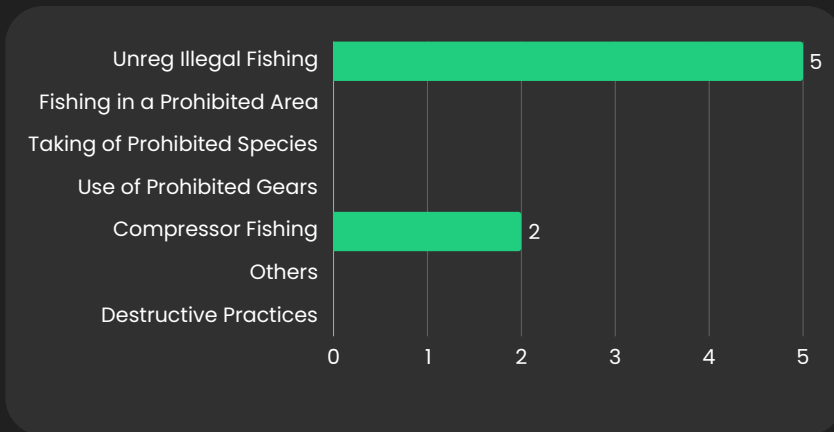 Unreg Illegal Fishing 5
Fishing in a Prohibited Area
Taking of Prohibited Species
Use of Prohibited Gears
Compressor Fishing 2
Others
Destructive Practices
0 1 2 3 4 5